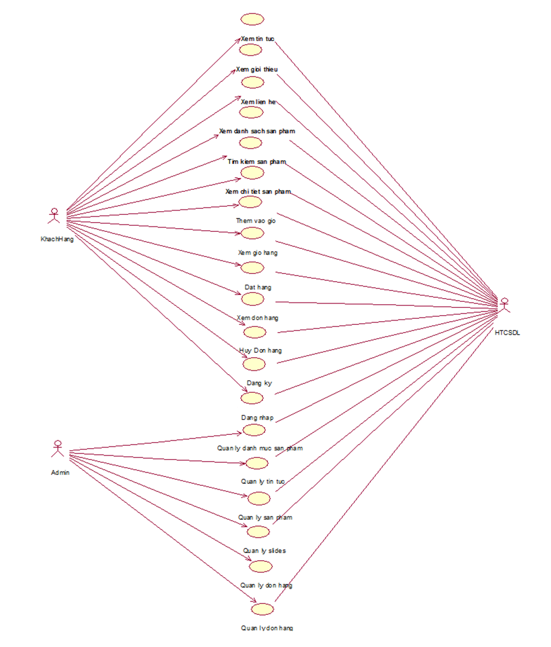 Xem tin tuc
Xem gioi thieu
Xem lien he
Xem danh sach san pham
Tim kiem san pham
Xem chi tiet san pham
Them vao gio
KhachHang
Xem gio hang
Dat hang
Xem don hang
HTCSDL
Huy Don hang
Dang ky
Dang nhap
Quan ly danh muc san pham
Admin
Quan ly tin tuc
Quan ly san pham
Quan ly slides
Quan ly don hang
Quan ly don hang